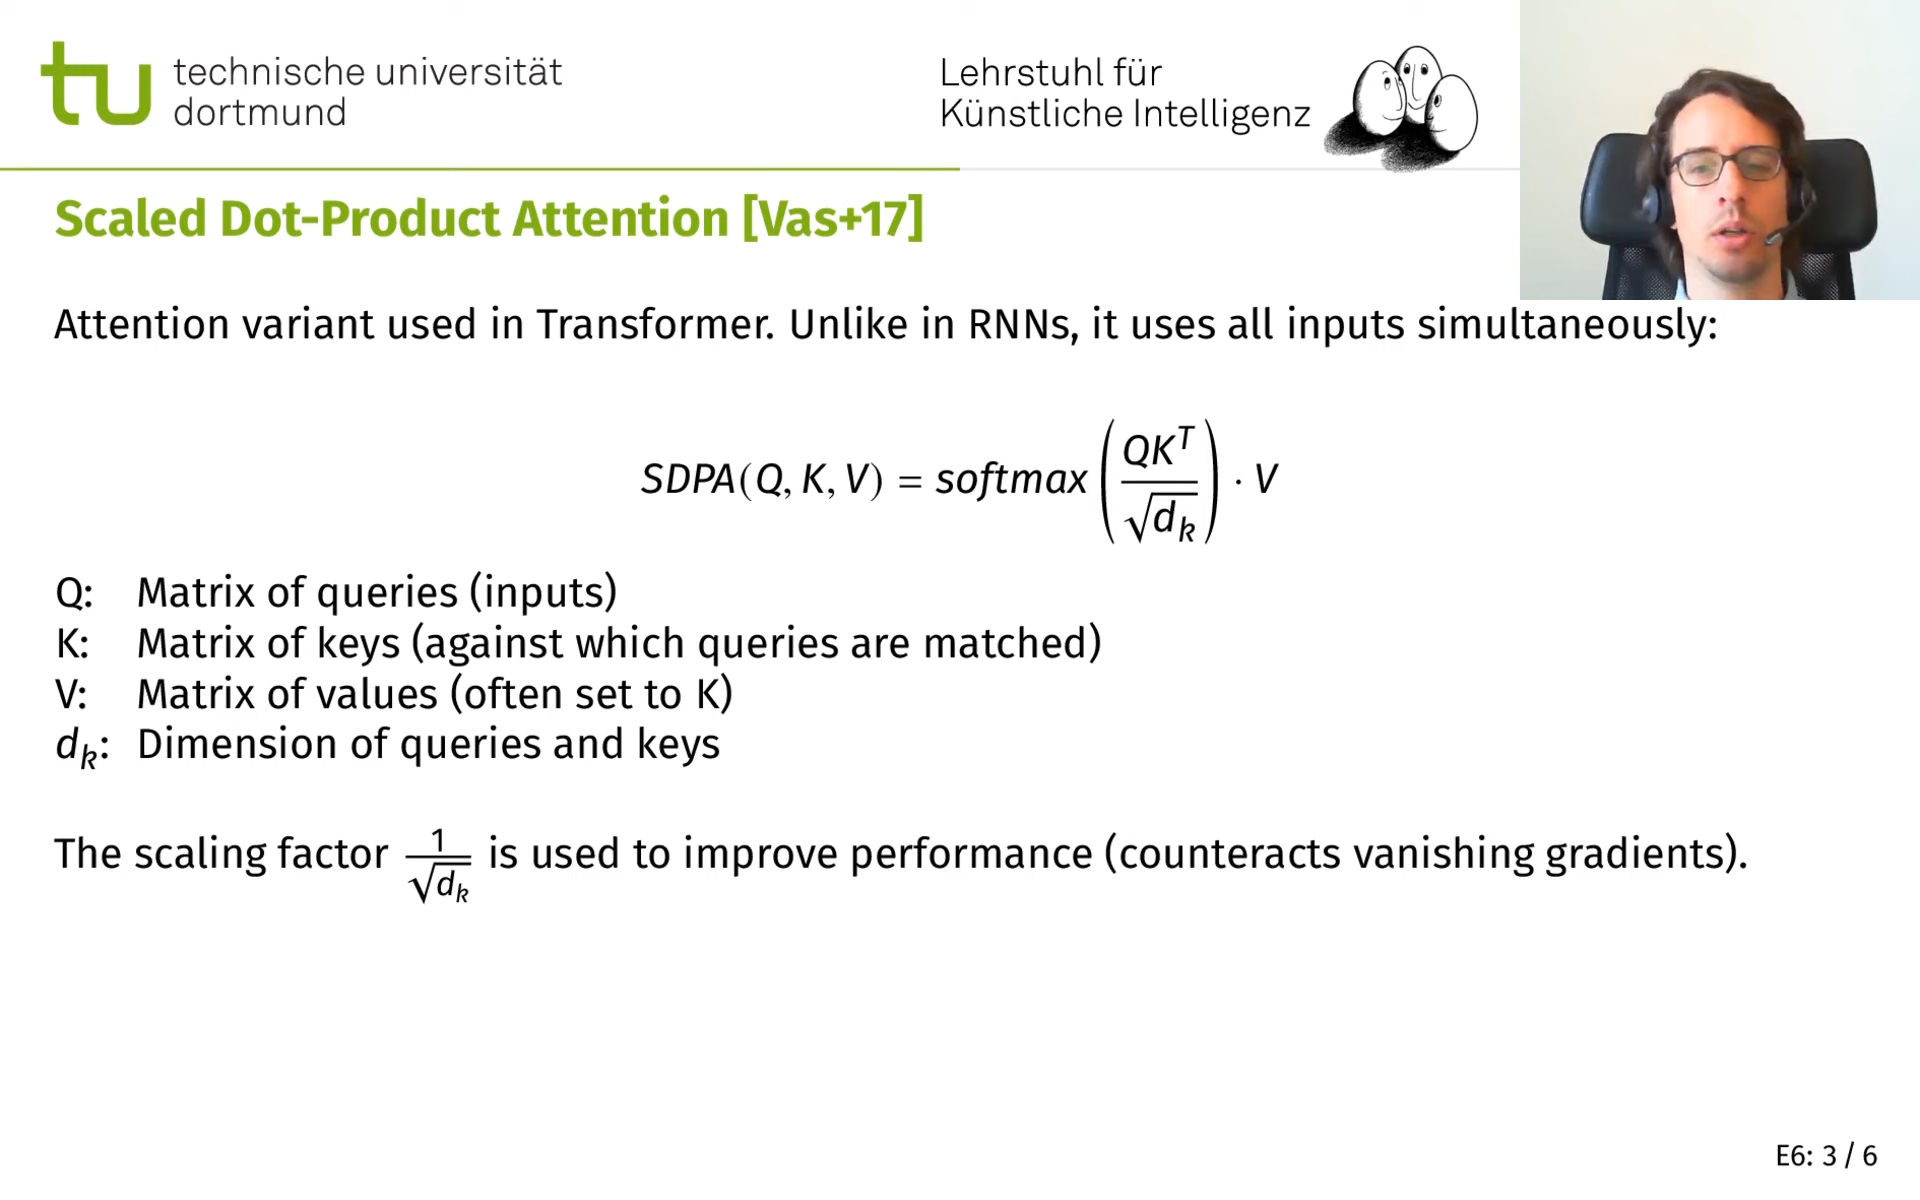 technische universität
dortmund
Lehrstuhl für
Künstliche Intelligenz
Scaled Dot-Product Attention [Vas+17]
Attention variant used in Transformer. Unlike in RNNs, it uses all inputs simultaneously:
SDPA(Q, K, V) = softmax (QK^T / √d_k) · V
Q: Matrix of queries (inputs)
K: Matrix of keys (against which queries are matched)
V: Matrix of values (often set to K)
d_k: Dimension of queries and keys
The scaling factor 1/√d_k is used to improve performance (counteracts vanishing gradients).
E6: 3 / 6